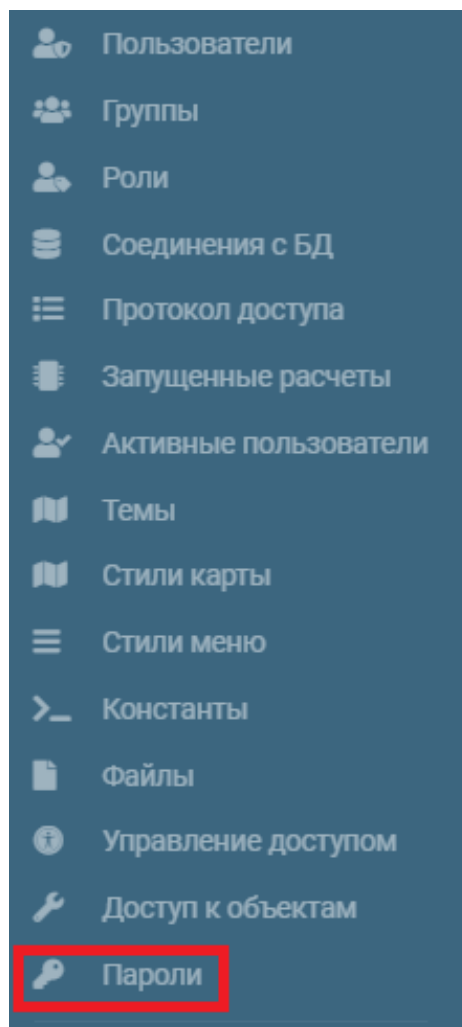 Пользователи
Группы
Роли
Соединения с БД
Протокол доступа
Запущенные расчеты
Активные пользователи
Темы
Стили карты
Стили меню
Константы
Файлы
Управление доступом
Доступ к объектам
Пароли